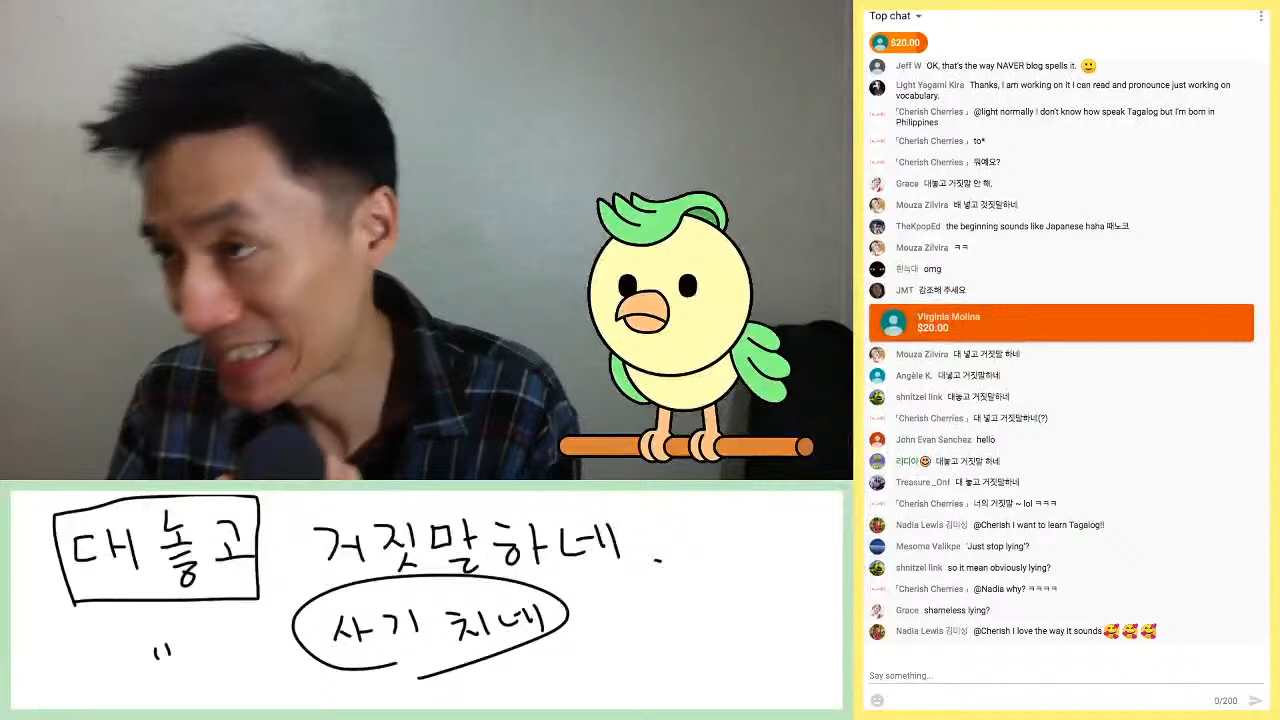 대놓고 거짓말하네.
사기 치네
"
Top chat
$20.00
Jeff W OK, that's the way NAVER blog spells it.
Light Yagami Kira Thanks, I am working on it I can read and pronounce just working on
vocabulary.
「Cherish Cherries」 @light normally I don't know how speak Tagalog but I'm born in
Philippines
「Cherish Cherries」 to*
「Cherish Cherries」 뭐예요?
Grace 대놓고 거짓말 안 해.
Mouza Zilvira 배 넣고 것짓말하네
TheKpopEd the beginning sounds like Japanese haha 때노코
Mouza Zilvira ㅋㅋ
흰늑대 omg
JMT 강조해 주세요
Virginia Molina
$20.00
Mouza Zilvira 대 넣고 거짓말 하네
Angèle K. 대넣고 거짓말하네
shnitzel link 대놓고 거짓말하네
「Cherish Cherries」 대 넣고 거짓말하네(?)
John Evan Sanchez hello
리디아 대놓고 거짓말 하네
Treasure _Onf 대 놓고 거짓말하네
「Cherish Cherries」 너의 거짓말 ~ lol ㅋㅋㅋㅋ
Nadia Lewis 김미성 @Cherish I want to learn Tagalog!!
Mesoma Valikpe 'Just stop lying'?
shnitzel link so it mean obviously lying?
「Cherish Cherries」 @Nadia why? ㅋㅋㅋㅋ
Grace shameless lying?
Nadia Lewis 김미성 @Cherish I love the way it sounds
Say something...
0/200